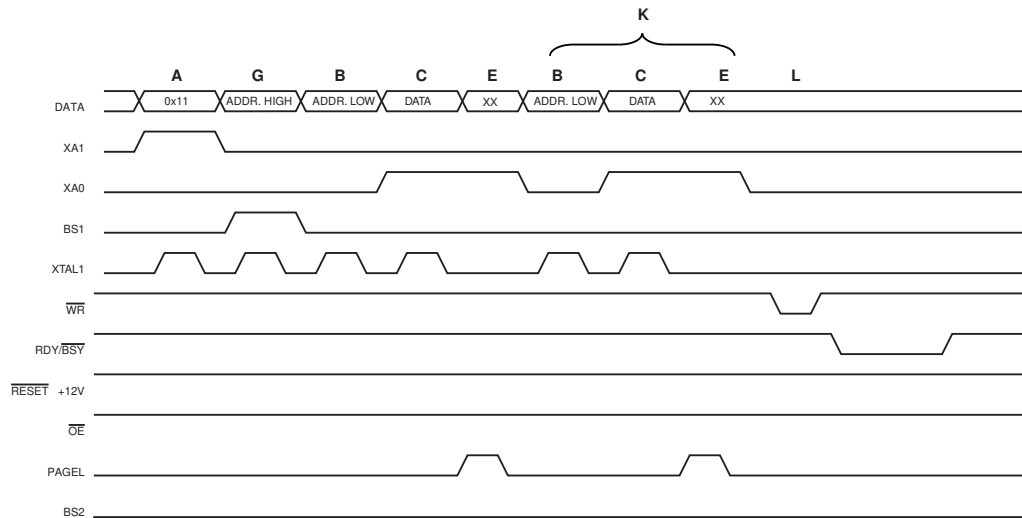 K
A G B C E B C E L
DATA 0x11 ADDR. HIGH ADDR. LOW DATA XX ADDR. LOW DATA XX
XA1
XA0
BS1
XTAL1
WR
RDY/BSY
RESET +12V
OE
PAGEL
BS2